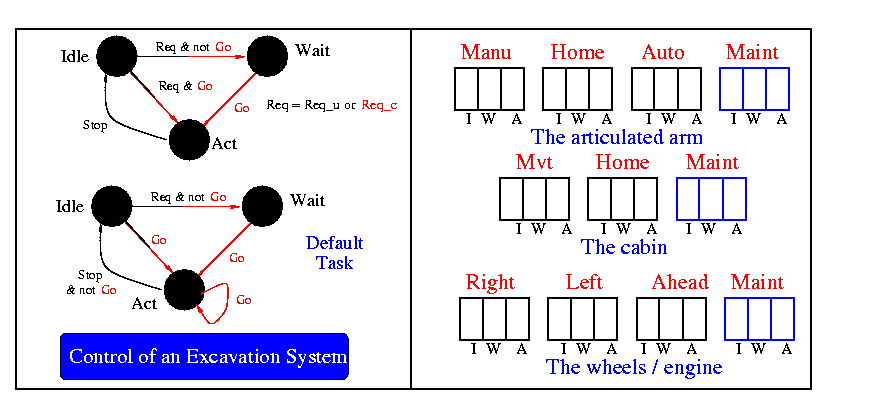 Idle
Req & not Go
Wait
Req & Go
Go
Req = Req_u or Req_c
Stop
Act
Idle
Req & not Go
Wait
Go
Go
Default
Task
Stop
& not Go
Act
Go
Control of an Excavation System
Manu Home Auto Maint
I W A I W A I W A I W A
The articulated arm
Mvt Home Maint
I W A I W A I W A
The cabin
Right Left Ahead Maint
I W A I W A I W A I W A
The wheels / engine